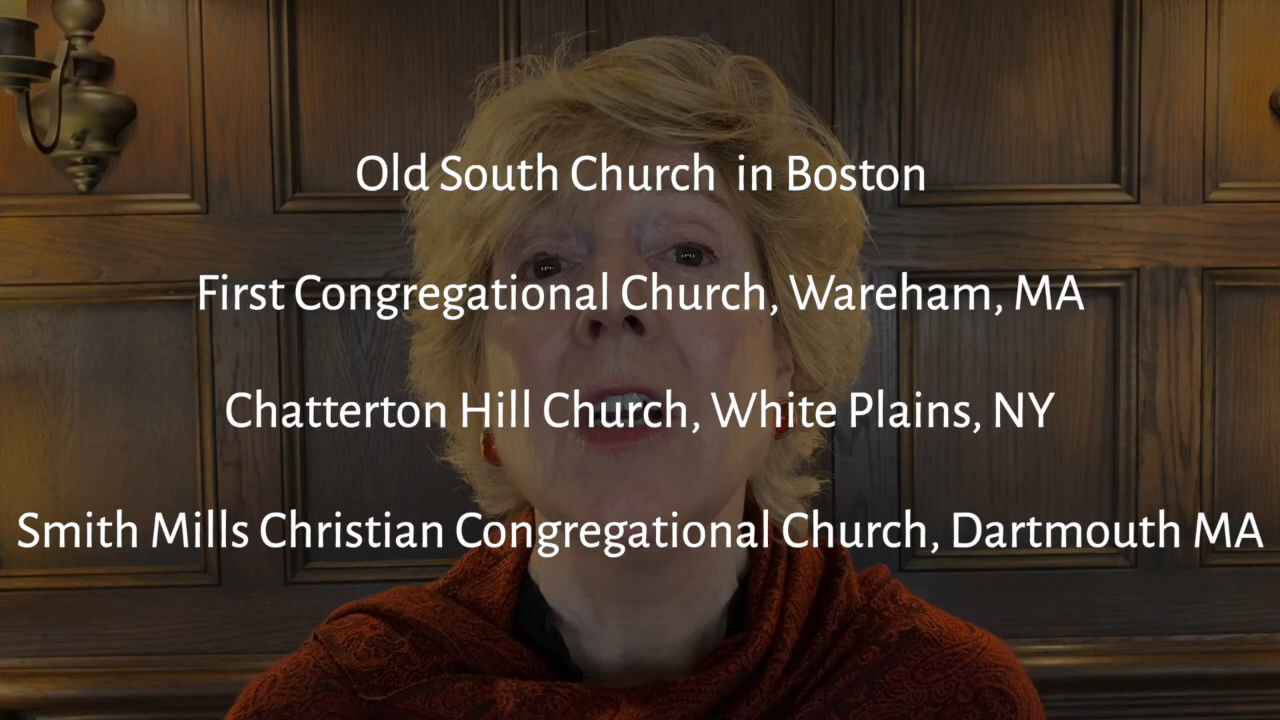 Old South Church  in Boston
First Congregational Church, Wareham, MA
Chatterton Hill Church, White Plains, NY
Smith Mills Christian Congregational Church, Dartmouth MA